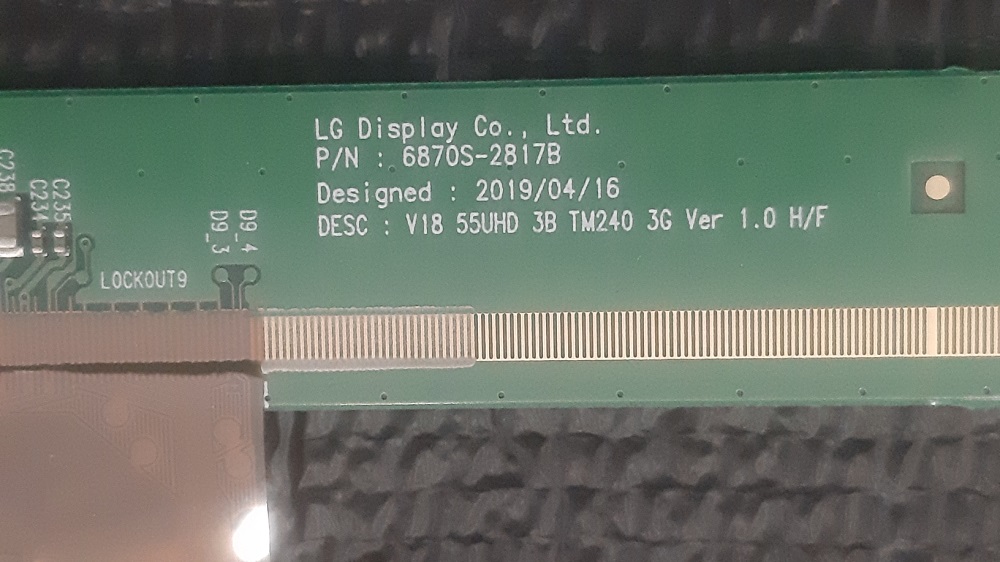 LG Display Co., Ltd.
P/N : 6870S-2817B
Designed : 2019/04/16
DESC : V18 55UHD 3B TM240 3G Ver 1.0 H/F
C238
C234
C235
D9_3
D9_4
LOCKOUT9